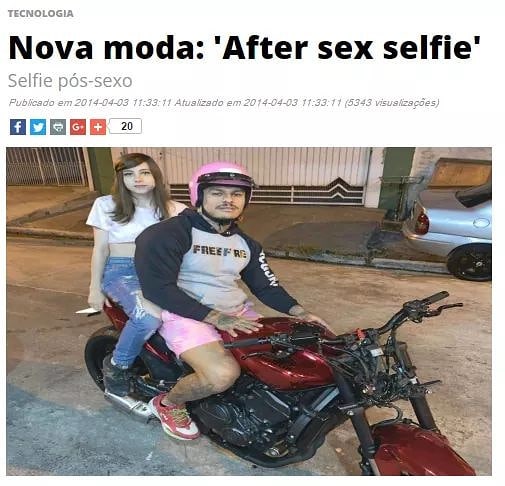 TECNOLOGIA
Nova moda: 'After sex selfie'
Selfie pós-sexo
Publicado em 2014-04-03 11:33:11 Atualizado em 2014-04-03 11:33:11 (5343 visualizações)
20
FREE FIRE